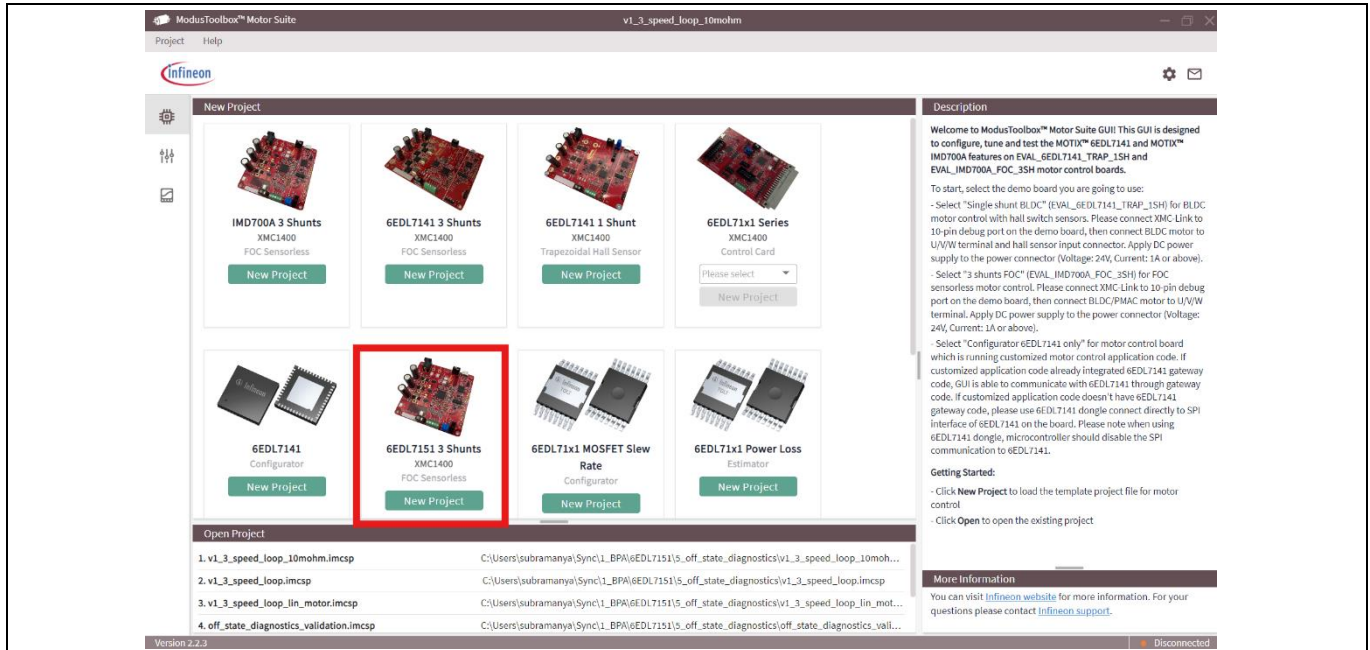 ModusToolbox™ Motor Suite
v1_3_speed_loop_10mohm
Project Help
infineon
New Project
IMD700A 3 Shunts
XMC1400
FOC Sensorless
New Project
6EDL7141 3 Shunts
XMC1400
FOC Sensorless
New Project
6EDL7141 1 Shunt
XMC1400
Trapezoidal Hall Sensor
New Project
6EDL71x1 Series
XMC1400
Control Card
Please select
New Project
6EDL7141
Configurator
New Project
6EDL7151 3 Shunts
XMC1400
FOC Sensorless
New Project
6EDL71x1 MOSFET Slew
Rate
Configurator
New Project
6EDL71x1 Power Loss
Estimator
New Project
Open Project
1. v1_3_speed_loop_10mohm.imcsp C:\Users\subramanya\Sync\1_BPA\6EDL7151\5_off_state_diagnostics\v1_3_speed_loop_10moh...
2. v1_3_speed_loop.imcsp C:\Users\subramanya\Sync\1_BPA\6EDL7151\5_off_state_diagnostics\v1_3_speed_loop.imcsp
3. v1_3_speed_loop_lin_motor.imcsp C:\Users\subramanya\Sync\1_BPA\6EDL7151\5_off_state_diagnostics\v1_3_speed_loop_lin_mot...
4. off_state_diagnostics_validation.imcsp C:\Users\subramanya\Sync\1_BPA\6EDL7151\5_off_state_diagnostics\off_state_diagnostics_vali...
Description
Welcome to ModusToolbox™ Motor Suite GUI! This GUI is designed
to configure, tune and test the MOTIX™ 6EDL7141 and MOTIX™
IMD700A features on EVAL_6EDL7141_TRAP_1SH and
EVAL_IMD700A_FOC_3SH motor control boards.
To start, select the demo board you are going to use:
- Select "Single shunt BLDC" (EVAL_6EDL7141_TRAP_1SH) for BLDC
motor control with hall switch sensors. Please connect XMC-Link to
10-pin debug port on the demo board, then connect BLDC motor to
U/V/W terminal and hall sensor input connector. Apply DC power
supply to the power connector (Voltage: 24V, Current: 1A or above).
- Select "3 shunts FOC" (EVAL_IMD700A_FOC_3SH) for FOC
sensorless motor control. Please connect XMC-Link to 10-pin debug
port on the demo board, then connect BLDC/PMAC motor to U/V/W
terminal. Apply DC power supply to the power connector (Voltage:
24V, Current: 1A or above).
- Select "Configurator 6EDL7141 only" for motor control board
which is running customized motor control application code. If
customized application code already integrated 6EDL7141 gateway
code, GUI is able to communicate with 6EDL7141 through gateway
code. If customized application code doesn't have 6EDL7141
gateway code, please use 6EDL7141 dongle connect directly to SPI
interface of 6EDL7141 on the board. Please note when using
6EDL7141 dongle, microcontroller should disable the SPI
communication to 6EDL7141.
Getting Started:
- Click New Project to load the template project file for motor
control
- Click Open to open the existing project
More Information
You can visit Infineon website for more information. For your
questions please contact Infineon support.
Version 2.2.3
Disconnected